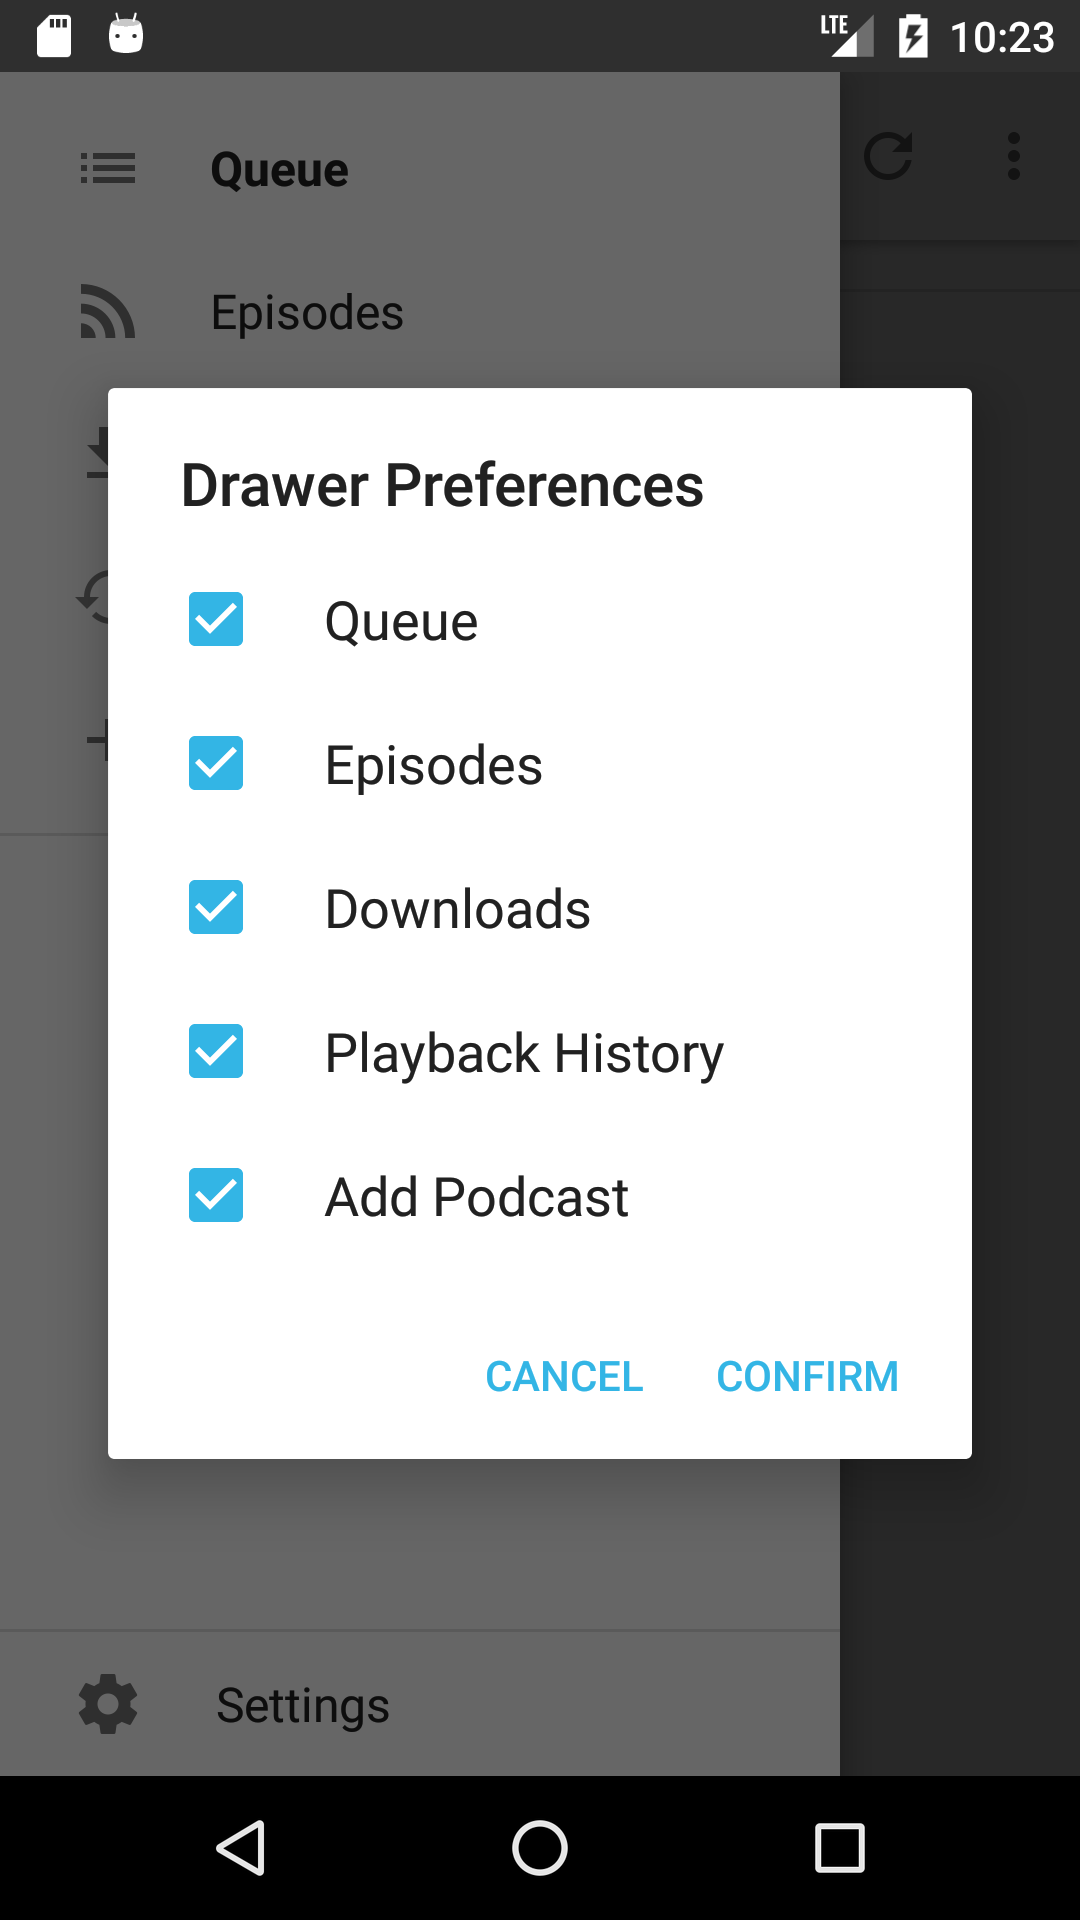 LTE 10:23
Queue
Episodes
Drawer Preferences
Queue
Episodes
Downloads
Playback History
Add Podcast
CANCEL CONFIRM
Settings